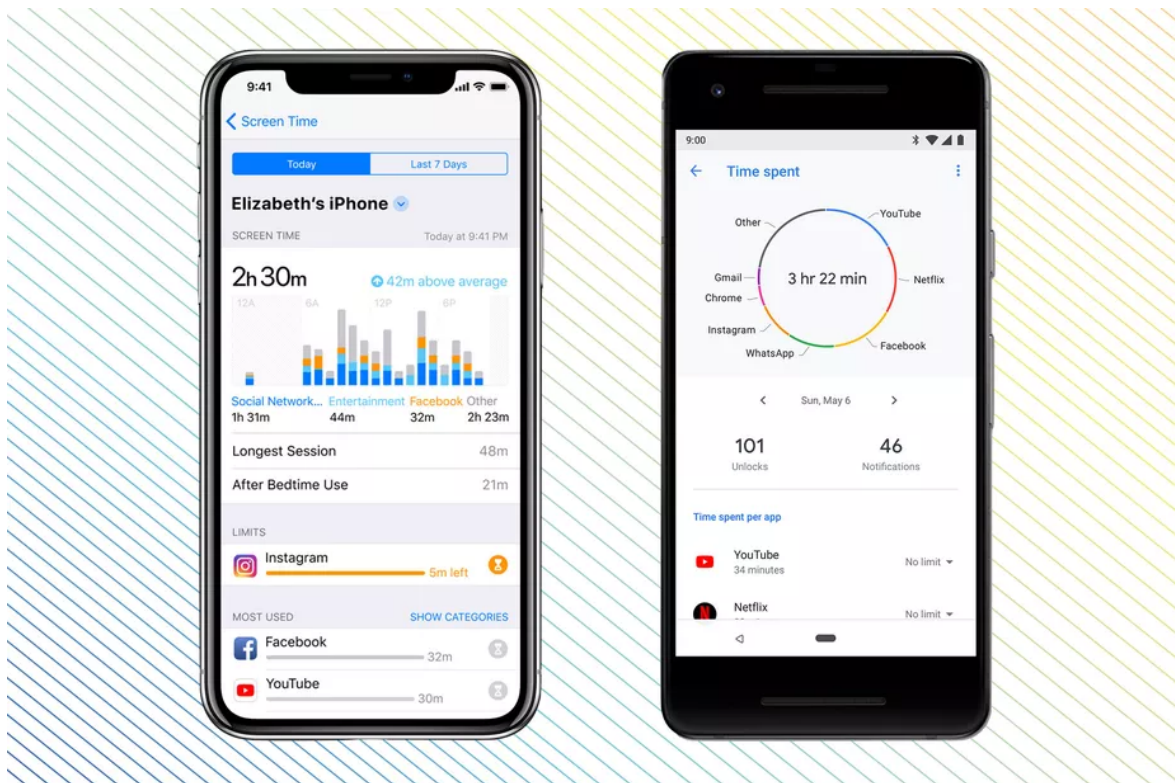 9:41
Screen Time
Today Last 7 Days
Elizabeth's iPhone
SCREEN TIME Today at 9:41 PM
2h 30m 42m above average
12A 6A 12P 6P
Social Network... Entertainment Facebook Other
1h 31m 44m 32m 2h 23m
Longest Session 48m
After Bedtime Use 21m
LIMITS
Instagram
5m left
MOST USED SHOW CATEGORIES
Facebook
32m
YouTube
30m
9:00
Time spent
YouTube
Other
Netflix
Gmail
3 hr 22 min
Chrome
Instagram
Facebook
WhatsApp
Sun, May 6
101 46
Unlocks Notifications
Time spent per app
YouTube
34 minutes
No limit
Netflix
No limit